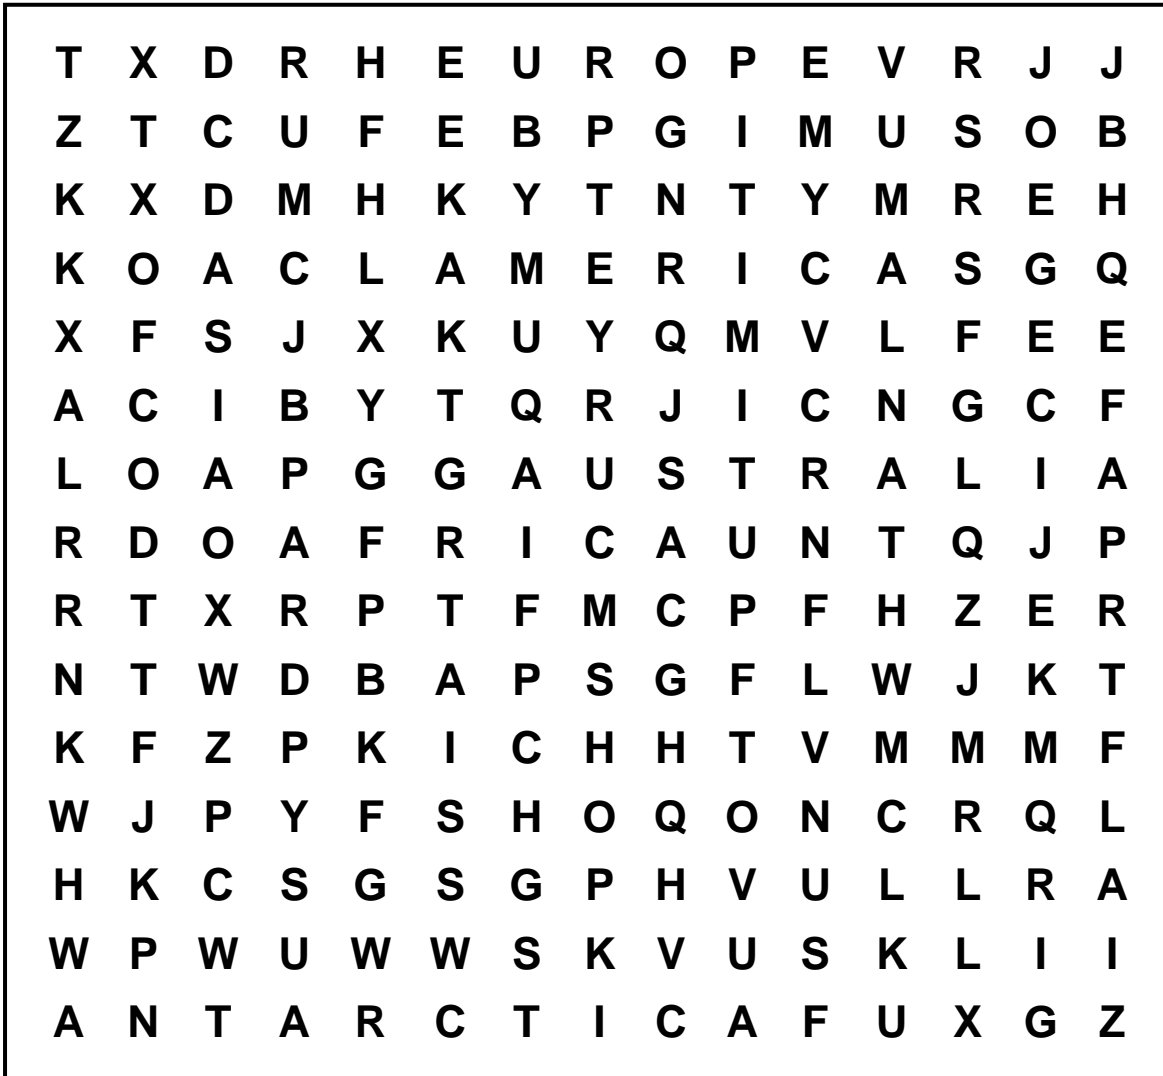 T X D R H E U R O P E V R J J
Z T C U F E B P G I M U S O B
K X D M H K Y T N T Y M R E H
K O A C L A M E R I C A S G Q
X F S J X K U Y Q M V L F E E
A C I B Y T Q R J I C N G C F
L O A P G G A U S T R A L I A
R D O A F R I C A U N T Q J P
R T X R P T F M C P F H Z E R
N T W D B A P S G F L W J K T
K F Z P K I C H H T V M M M F
W J P Y F S H O Q O N C R Q L
H K C S G S G P H V U L L R A
W P W U W W S K V U S K L I I
A N T A R C T I C A F U X G Z